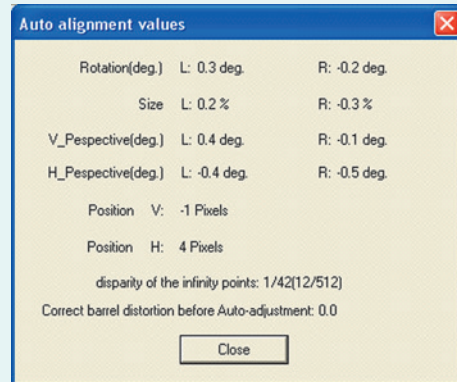 Auto alignment values
Rotation(deg.) L: 0.3 deg. R: -0.2 deg.
Size L: 0.2 % R: -0.3 %
V_Pespective(deg.) L: 0.4 deg. R: -0.1 deg.
H_Pespective(deg.) L: -0.4 deg. R: -0.5 deg.
Position V: -1 Pixels
Position H: 4 Pixels
disparity of the infinity points: 1/42(12/512)
Correct barrel distortion before Auto-adjustment: 0.0
Close